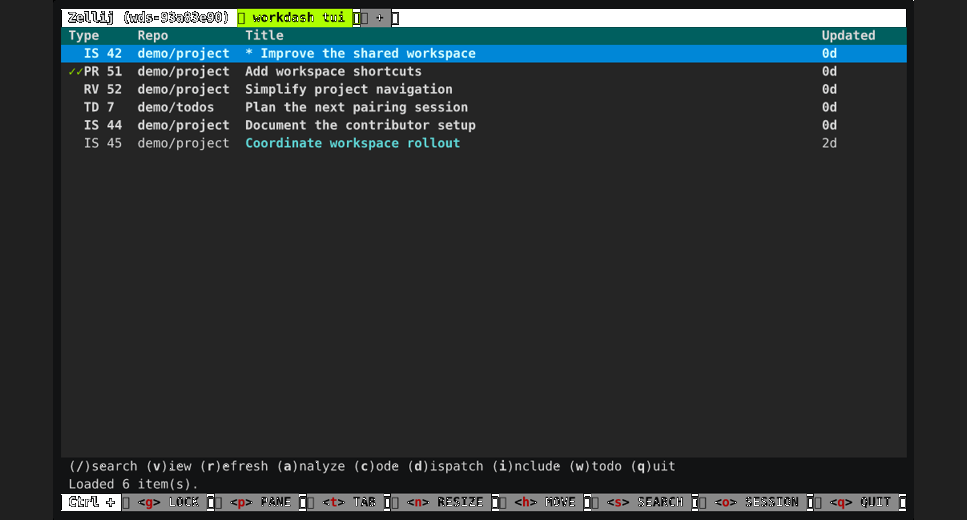 Zellij (wds-93a83e90) workdash tui +
Type Repo Title Updated
IS 42 demo/project * Improve the shared workspace 0d
✓✓PR 51 demo/project Add workspace shortcuts 0d
RV 52 demo/project Simplify project navigation 0d
TD 7 demo/todos Plan the next pairing session 0d
IS 44 demo/project Document the contributor setup 0d
IS 45 demo/project Coordinate workspace rollout 2d
(/)search (v)iew (r)efresh (a)nalyze (c)ode (d)ispatch (i)nclude (w)todo (q)uit
Loaded 6 item(s).
Ctrl + <g> LOCK <p> PANE <t> TAB <n> RESIZE <h> MOVE <s> SEARCH <o> SESSION <q> QUIT